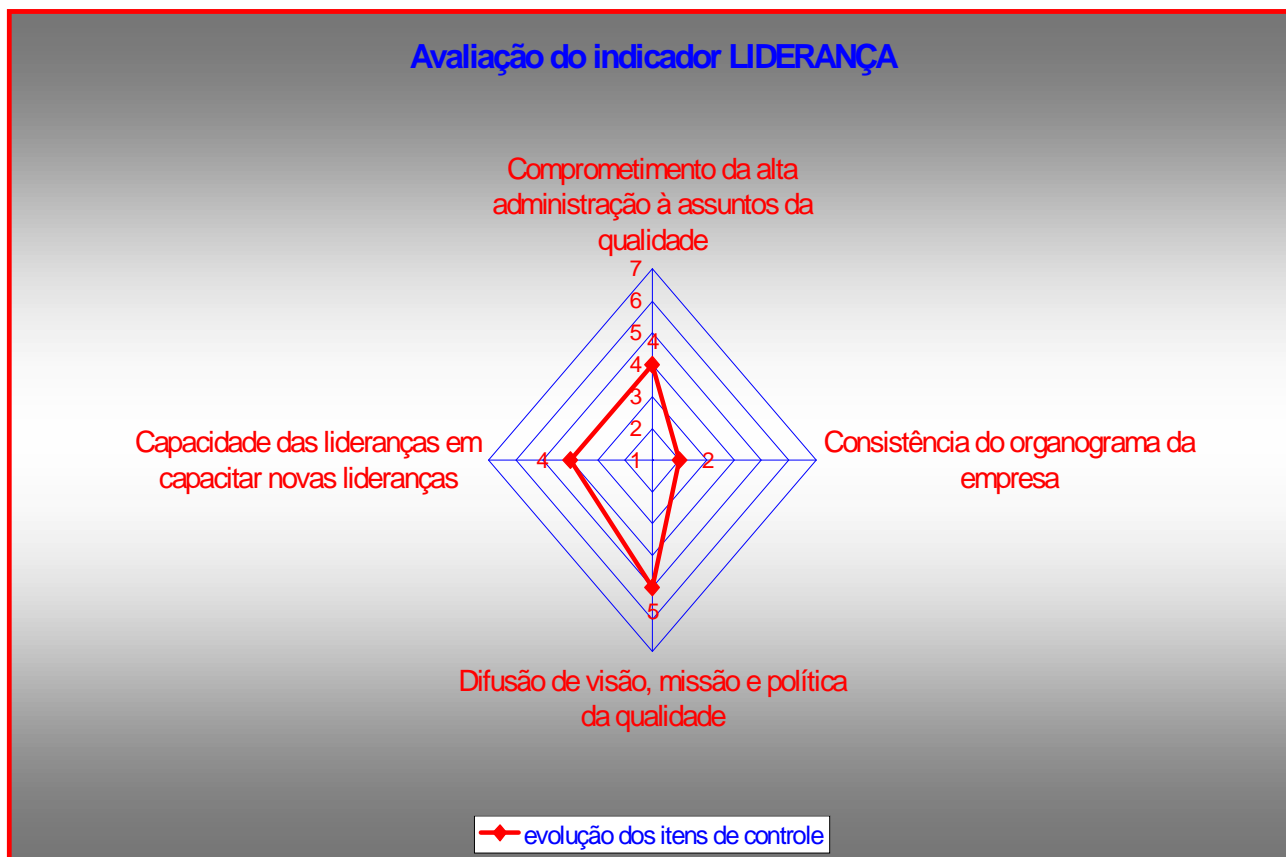 Avaliação do indicador LIDERANÇA
Comprometimento da alta
administração à assuntos da
qualidade
7
6
5
4
4
3
2
1
Capacidade das lideranças em
capacitar novas lideranças
4
2
Consistência do organograma da
empresa
5
Difusão de visão, missão e política
da qualidade
evolução dos itens de controle